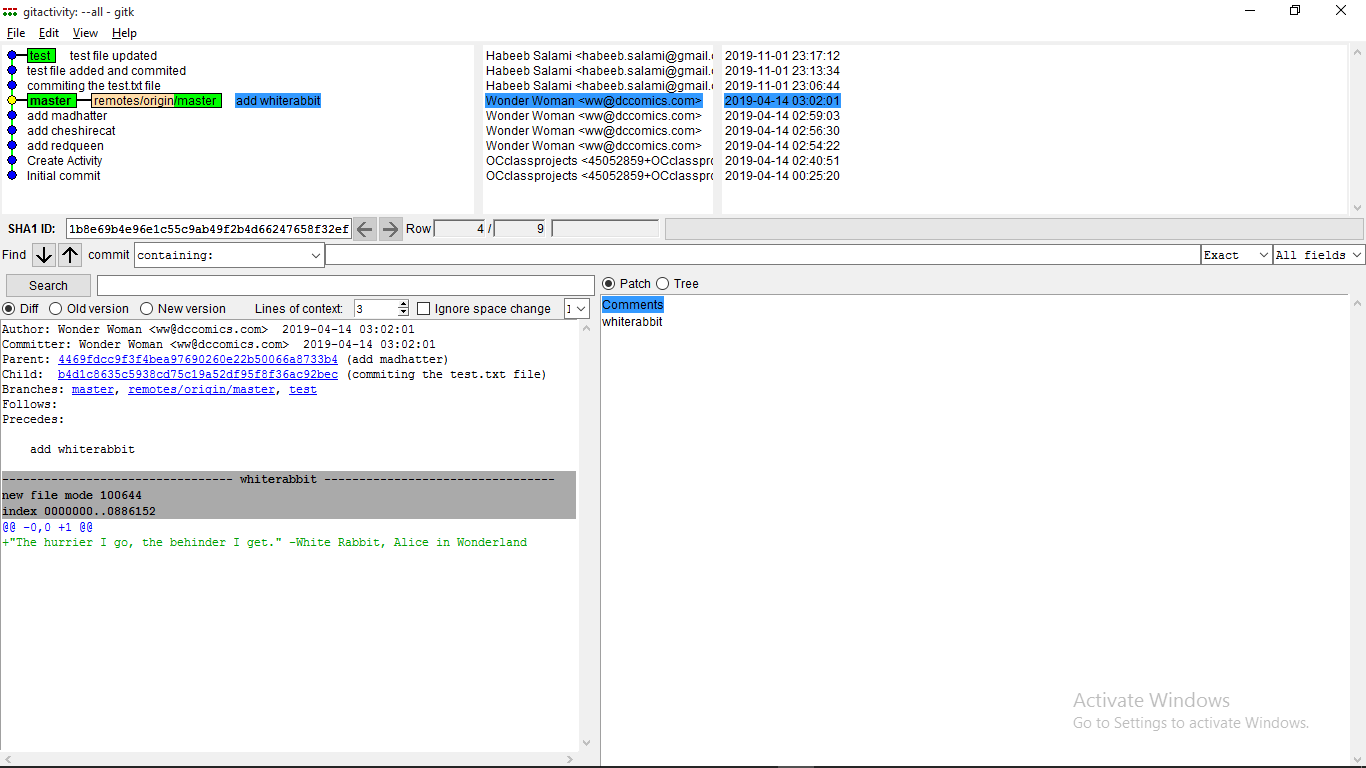 gitactivity: --all - gitk
File Edit View Help
test test file updated Habeeb Salami <habeeb.salami@gmail. 2019-11-01 23:17:12
test file added and commited Habeeb Salami <habeeb.salami@gmail. 2019-11-01 23:13:34
commiting the test.txt file Habeeb Salami <habeeb.salami@gmail. 2019-11-01 23:06:44
master remotes/origin/master add whiterabbit Wonder Woman <ww@dccomics.com> 2019-04-14 03:02:01
add madhatter Wonder Woman <ww@dccomics.com> 2019-04-14 02:59:03
add cheshirecat Wonder Woman <ww@dccomics.com> 2019-04-14 02:56:30
add redqueen Wonder Woman <ww@dccomics.com> 2019-04-14 02:54:22
Create Activity OCclassprojects <45052859+OCclasspr 2019-04-14 02:40:51
Initial commit OCclassprojects <45052859+OCclasspr 2019-04-14 00:25:20
SHA1 ID: 1b8e69b4e96e1c55c9ab49f2b4d66247658f32ef Row 4 / 9
Find commit containing: Exact All fields
Search Patch Tree
Diff Old version New version Lines of context: 3 Ignore space change
Comments
whiterabbit
Author: Wonder Woman <ww@dccomics.com> 2019-04-14 03:02:01
Committer: Wonder Woman <ww@dccomics.com> 2019-04-14 03:02:01
Parent: 4469fdcc9f3f4bea97690260e22b50066a8733b4 (add madhatter)
Child: b4d1c8635c5938cd75c19a52df95f8f36ac92bec (commiting the test.txt file)
Branches: master, remotes/origin/master, test
Follows:
Precedes:
add whiterabbit
--------------------------------- whiterabbit ---------------------------------
new file mode 100644
index 0000000..0886152
@@ -0,0 +1 @@
+"The hurrier I go, the behinder I get." -White Rabbit, Alice in Wonderland
Activate Windows
Go to Settings to activate Windows.